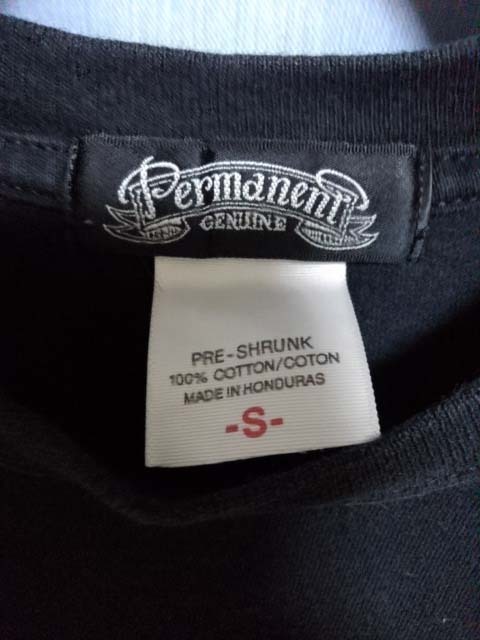 Permanent
GENUINE
PRE-SHRUNK
100% COTTON/COTON
MADE IN HONDURAS
-S-